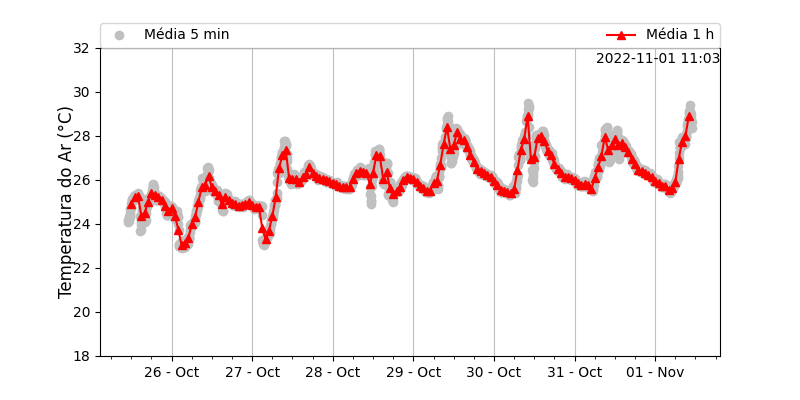 Média 5 min
Média 1 h
2022-11-01 11:03
Temperatura do Ar (°C)
32
30
28
26
24
22
20
18
26 - Oct
27 - Oct
28 - Oct
29 - Oct
30 - Oct
31 - Oct
01 - Nov